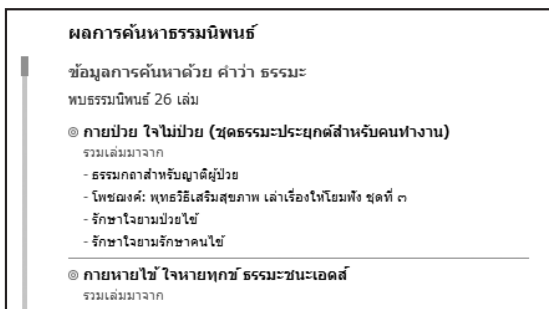 ผลการค้นหาธรรมนิพนธ์
ข้อมูลการค้นหาด้วย คำว่า ธรรมะ
พบธรรมนิพนธ์ 26 เล่ม
◎ กายป่วย ใจไม่ป่วย (ชุดธรรมะประยุกต์สำหรับคนทำงาน)
รวมเล่มมาจาก
- ธรรมกถาสำหรับญาติผู้ป่วย
- โพชฌงค์: พุทธวิธีเสริมสุขภาพ เล่าเรื่องให้โยมฟัง ชุดที่ ๓
- รักษาใจยามป่วยไข้
- รักษาใจยามรักษาคนไข้
◎ กายหายไข้ ใจหายทุกข์ ธรรมะชนะเอดส์
รวมเล่มมาจาก